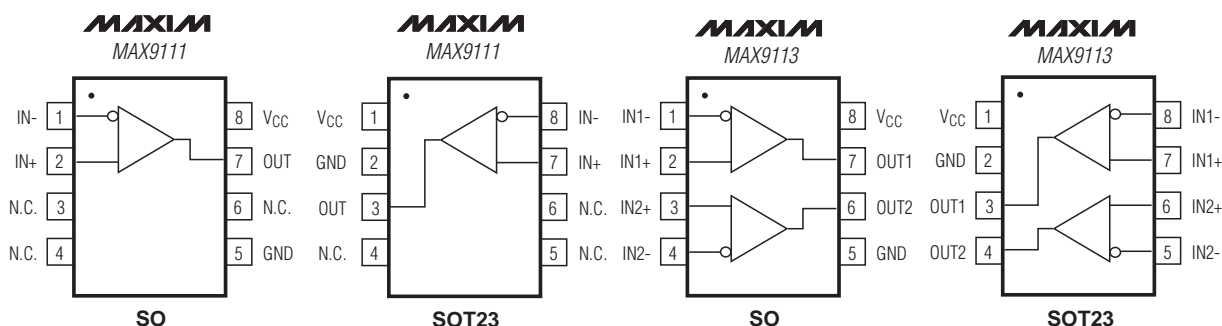 MAXIM
MAX9111
IN- 1 8 VCC
IN+ 2 7 OUT
N.C. 3 6 N.C.
N.C. 4 5 GND
SO
MAXIM
MAX9111
VCC 1 8 IN-
GND 2 7 IN+
OUT 3 6 N.C.
N.C. 4 5 N.C.
SOT23
MAXIM
MAX9113
IN1- 1 8 VCC
IN1+ 2 7 OUT1
IN2+ 3 6 OUT2
IN2- 4 5 GND
SO
MAXIM
MAX9113
VCC 1 8 IN1-
GND 2 7 IN1+
OUT1 3 6 IN2+
OUT2 4 5 IN2-
SOT23